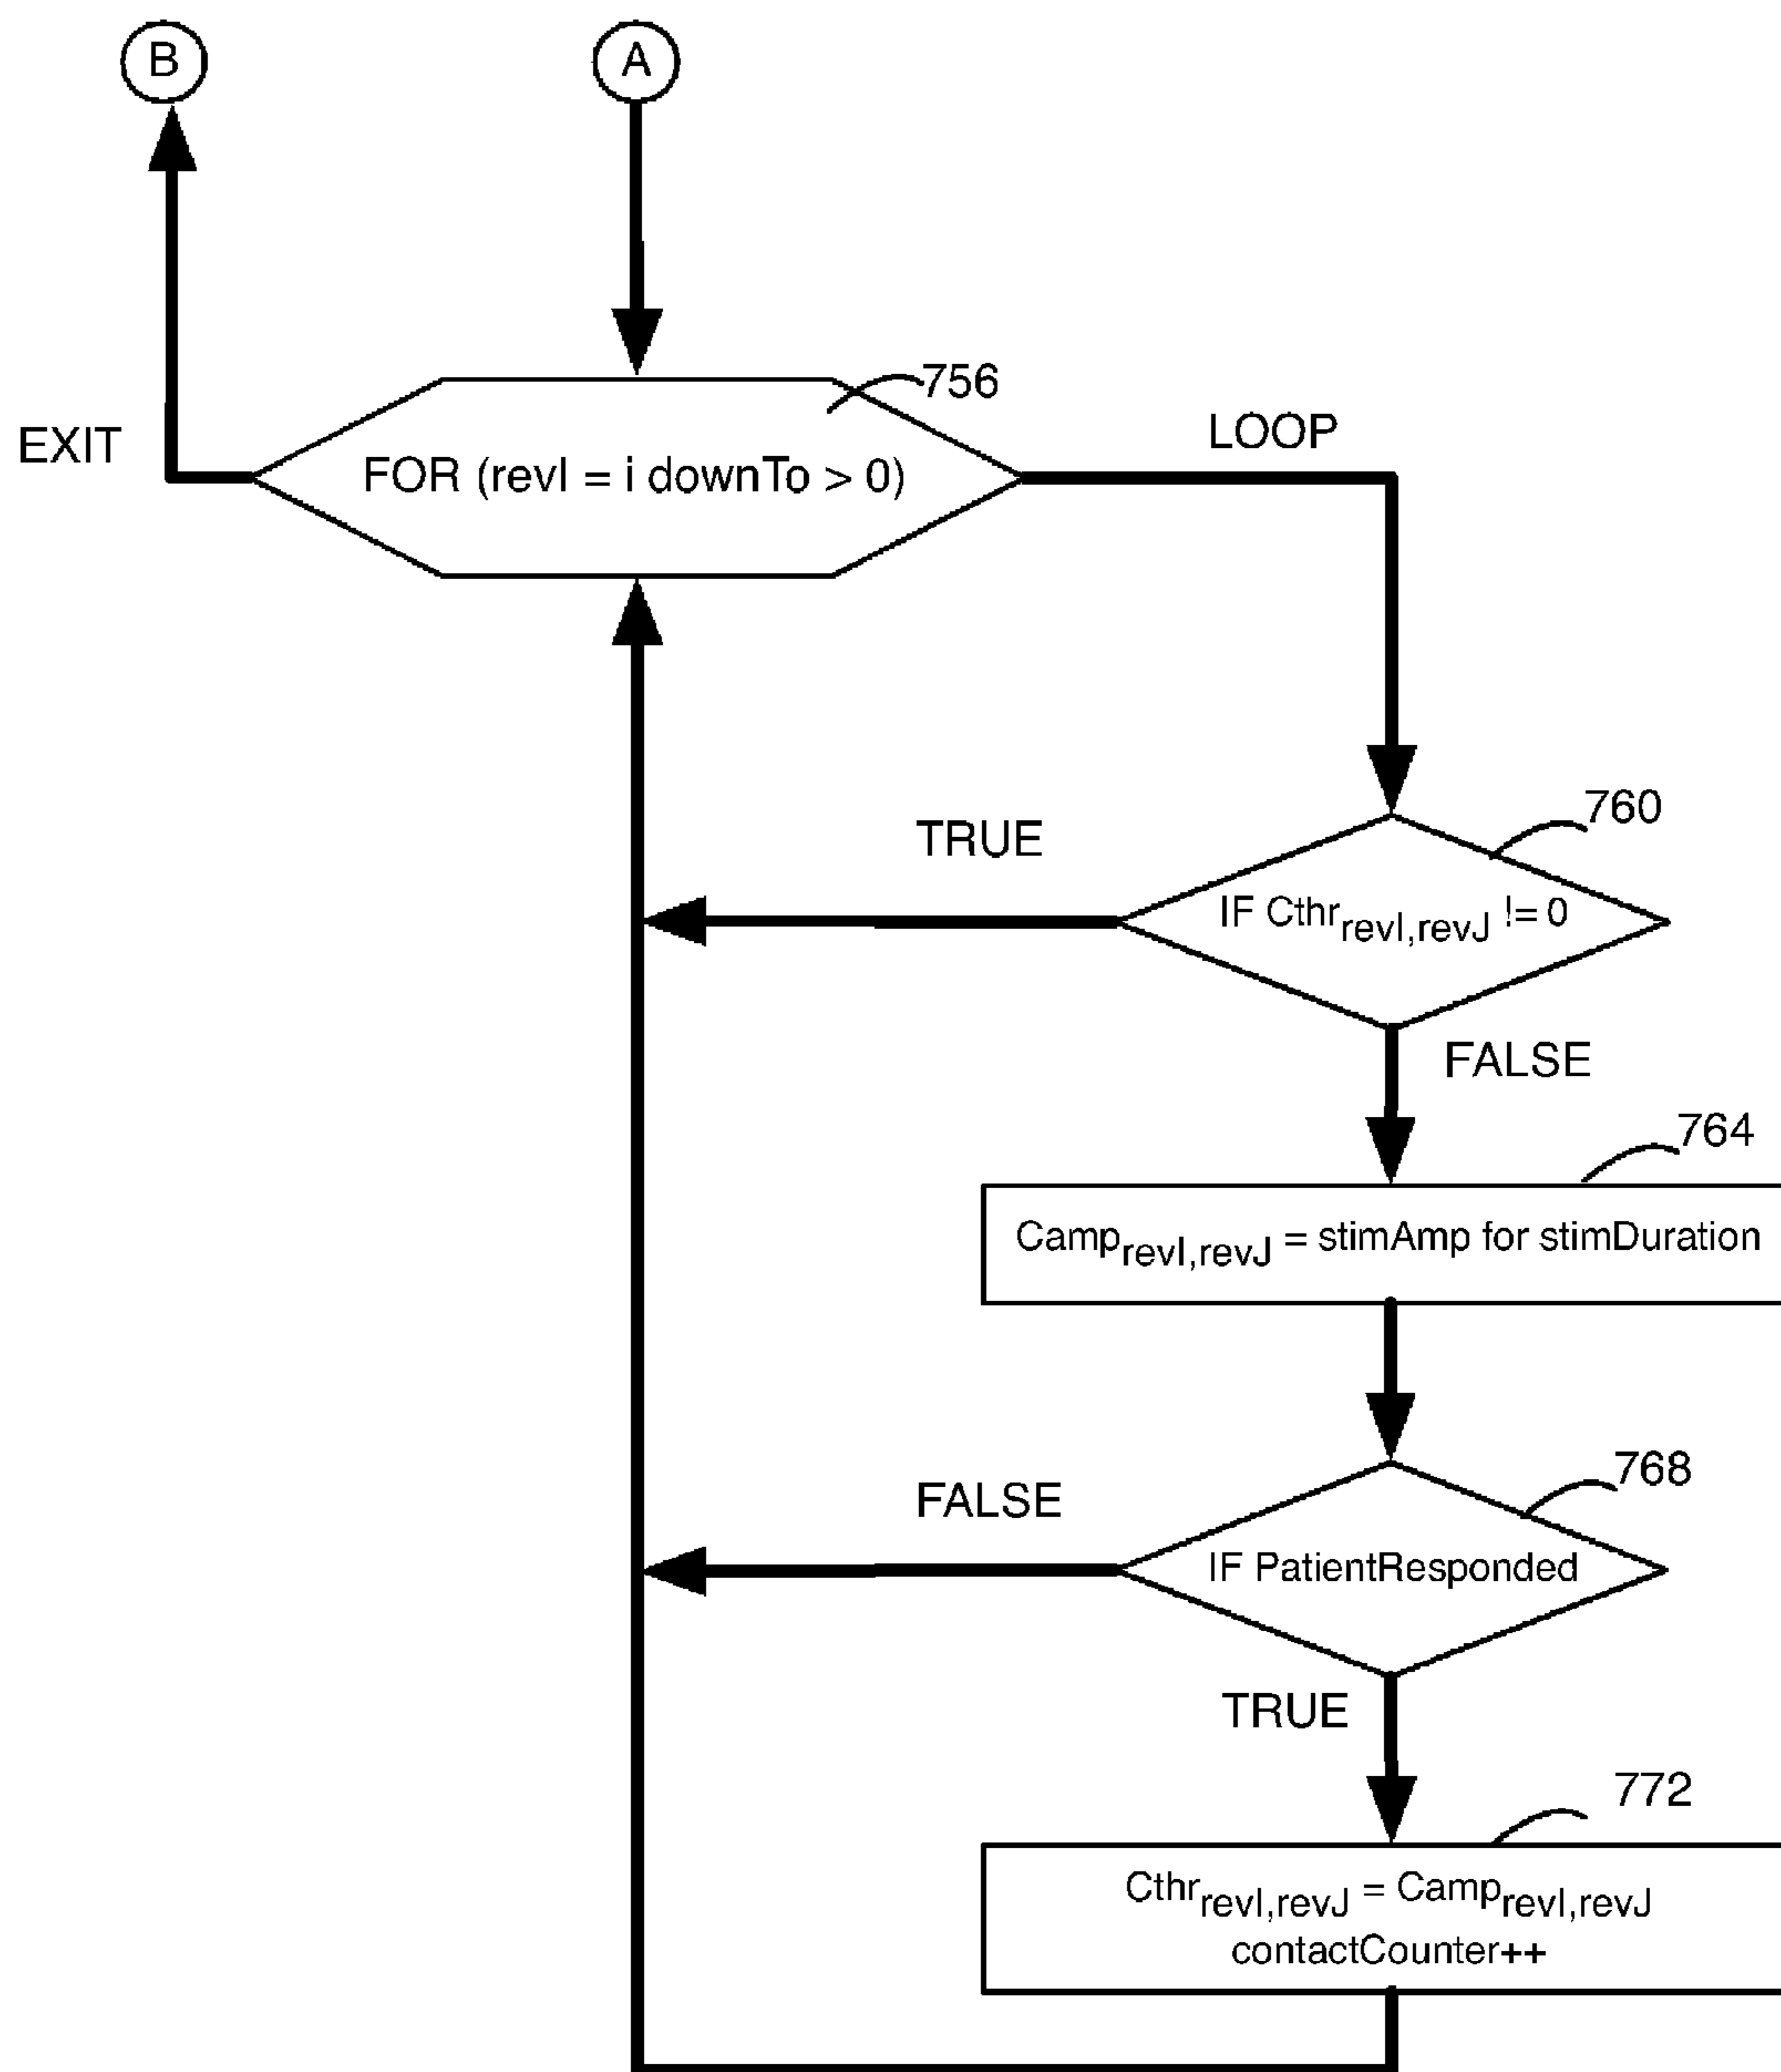 B
A
756
EXIT
FOR (revI = i downTo > 0)
LOOP
760
TRUE
IF Cthr revI,revJ != 0
FALSE
764
Camp revI,revJ = stimAmp for stimDuration
768
FALSE
IF PatientResponded
TRUE
772
Cthr revI,revJ = Camp revI,revJ
contactCounter++